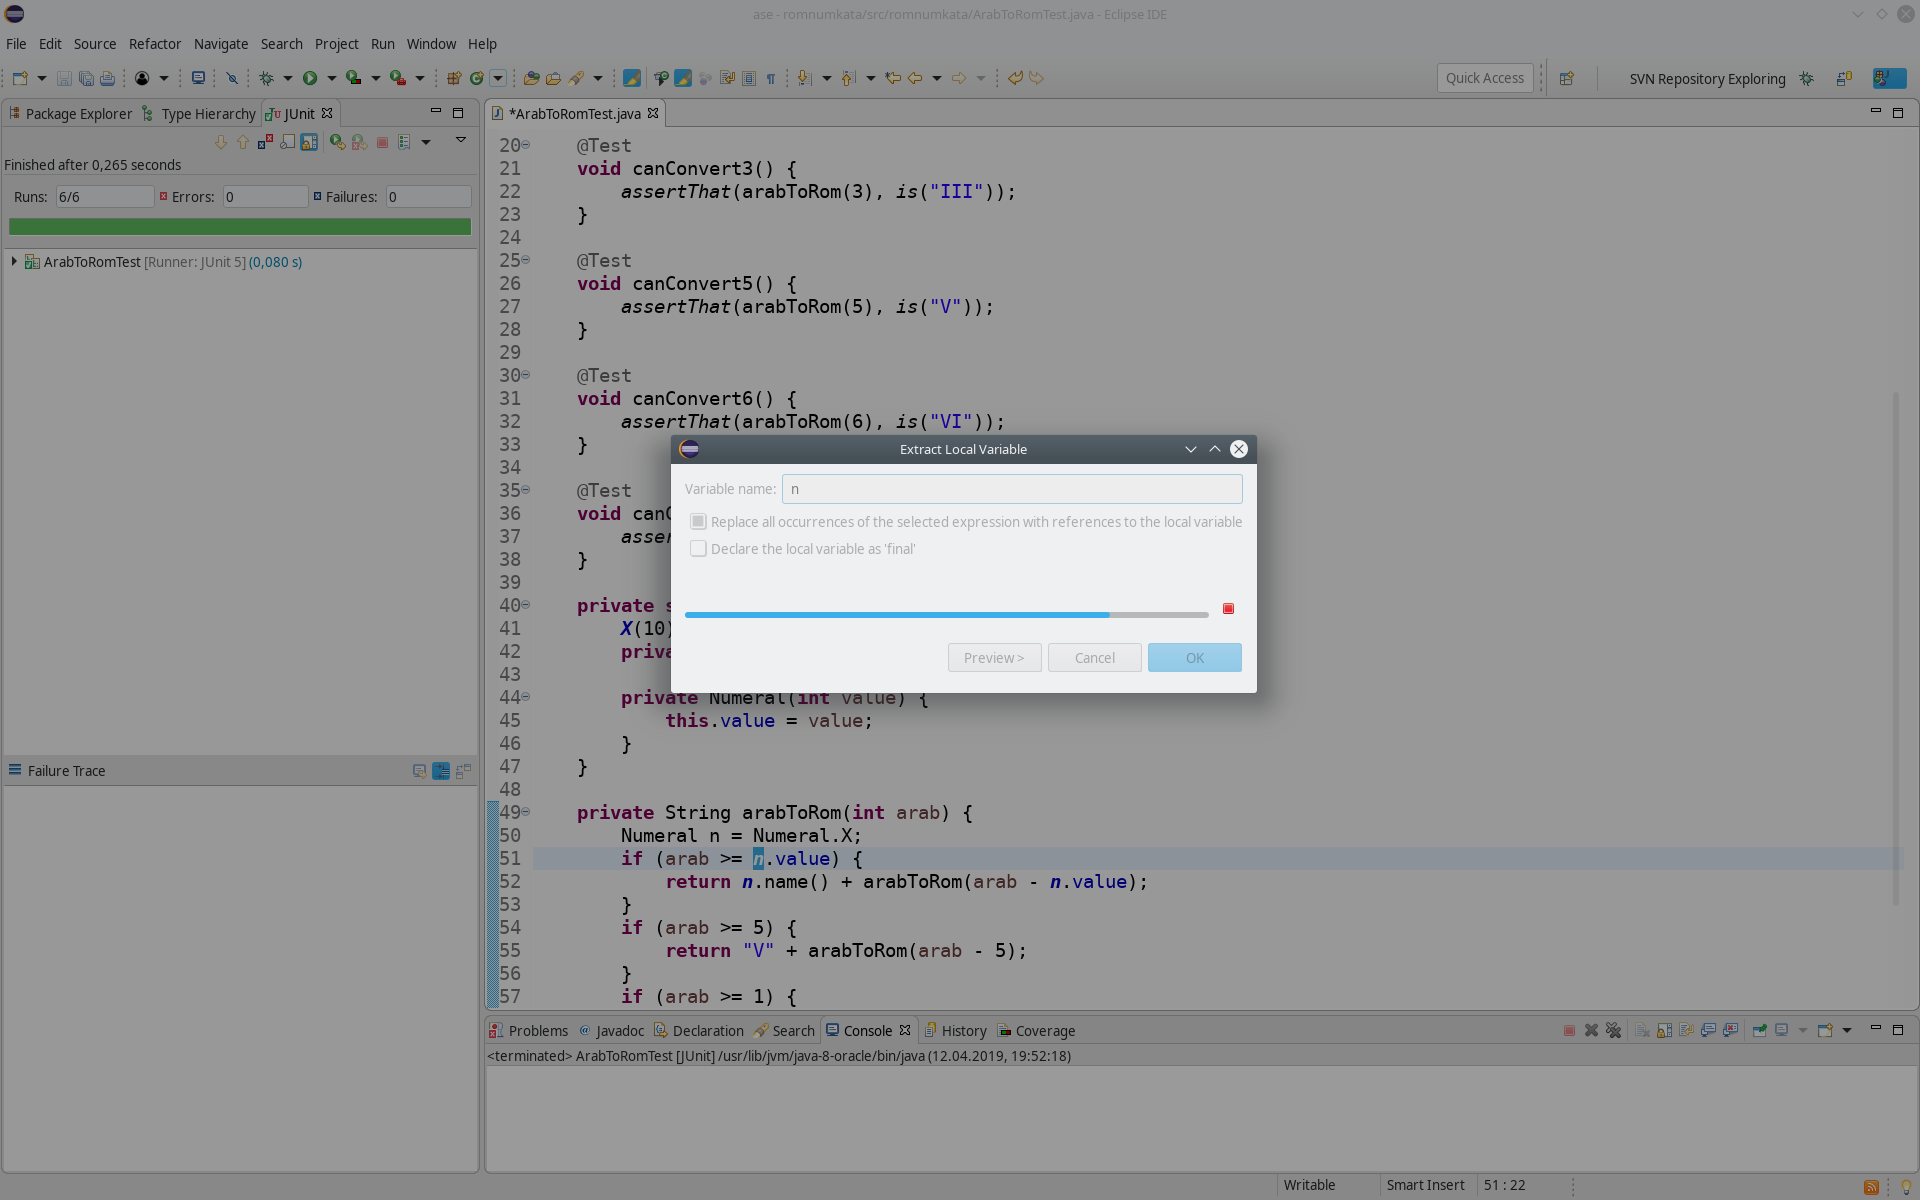 ase - romnumkata/src/romnumkata/ArabToRomTest.java - Eclipse IDE
File Edit Source Refactor Navigate Search Project Run Window Help
Quick Access
SVN Repository Exploring
Package Explorer Type Hierarchy JUnit
*ArabToRomTest.java
Finished after 0,265 seconds
Runs: 6/6 Errors: 0 Failures: 0
ArabToRomTest [Runner: JUnit 5] (0,080 s)
Failure Trace
20 @Test
21 void canConvert3() {
22 assertThat(arabToRom(3), is("III"));
23 }
24
25 @Test
26 void canConvert5() {
27 assertThat(arabToRom(5), is("V"));
28 }
29
30 @Test
31 void canConvert6() {
32 assertThat(arabToRom(6), is("VI"));
33 }
34
35 @Test
36 void can
37 asser
38 }
39
40 private
41 X(10)
42 priva
43
44 private Numeral(int value) {
45 this.value = value;
46 }
47 }
48
49 private String arabToRom(int arab) {
50 Numeral n = Numeral.X;
51 if (arab >= n.value) {
52 return n.name() + arabToRom(arab - n.value);
53 }
54 if (arab >= 5) {
55 return "V" + arabToRom(arab - 5);
56 }
57 if (arab >= 1) {
Extract Local Variable
Variable name: n
Replace all occurrences of the selected expression with references to the local variable
Declare the local variable as 'final'
Preview > Cancel OK
Problems Javadoc Declaration Search Console History Coverage
<terminated> ArabToRomTest [JUnit] /usr/lib/jvm/java-8-oracle/bin/java (12.04.2019, 19:52:18)
Writable Smart Insert 51 : 22